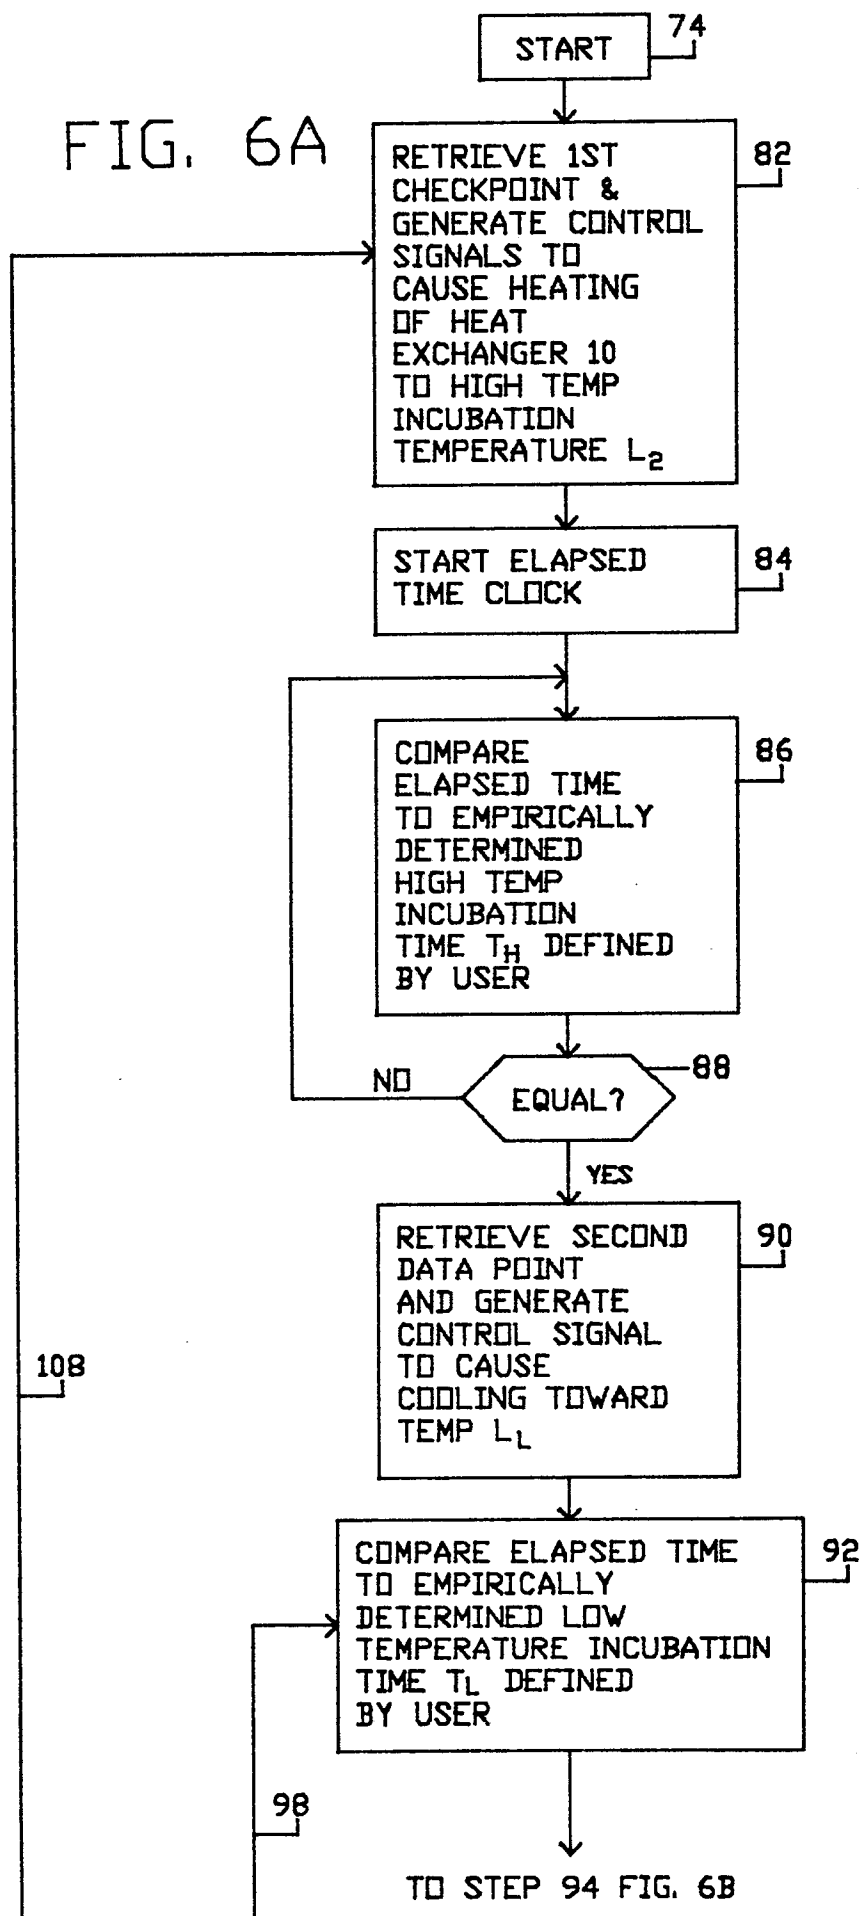 START
74
FIG. 6A
RETRIEVE 1ST
CHECKPOINT &
GENERATE CONTROL
SIGNALS TO
CAUSE HEATING
OF HEAT
EXCHANGER 10
TO HIGH TEMP
INCUBATION
TEMPERATURE L2
82
START ELAPSED
TIME CLOCK
84
COMPARE
ELAPSED TIME
TO EMPIRICALLY
DETERMINED
HIGH TEMP
INCUBATION
TIME TH DEFINED
BY USER
86
EQUAL?
88
NO
YES
RETRIEVE SECOND
DATA POINT
AND GENERATE
CONTROL SIGNAL
TO CAUSE
COOLING TOWARD
TEMP LL
90
108
COMPARE ELAPSED TIME
TO EMPIRICALLY
DETERMINED LOW
TEMPERATURE INCUBATION
TIME TL DEFINED
BY USER
92
98
TO STEP 94 FIG. 6B